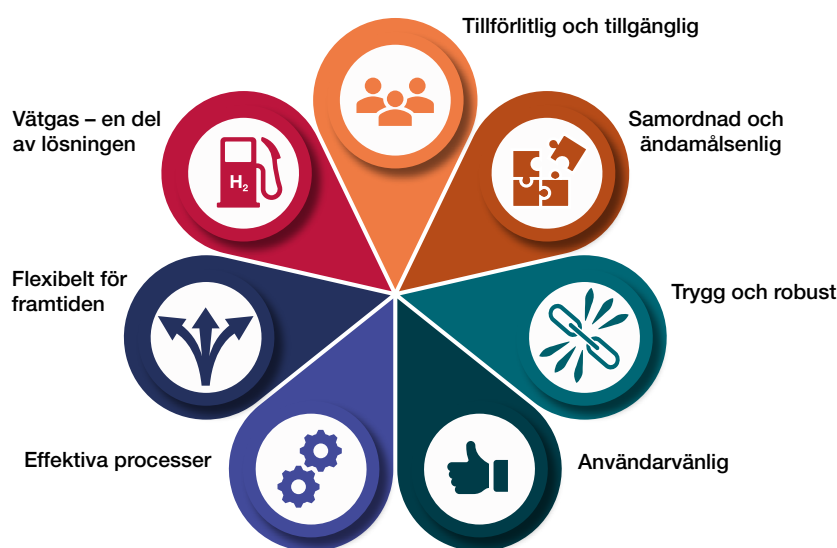 Tillförlitlig och tillgänglig
Samordnad och
ändamålsenlig
Trygg och robust
Användarvänlig
Effektiva processer
Flexibelt för
framtiden
Vätgas – en del
av lösningen
H₂